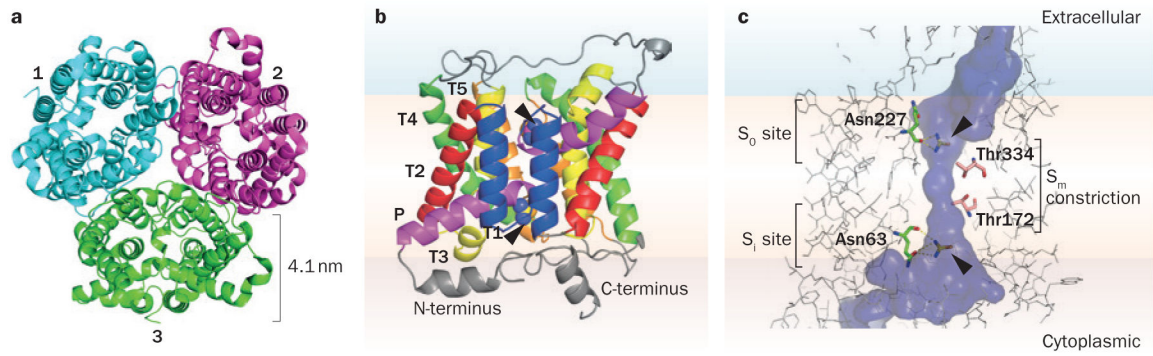 a
1
2
3
4.1 nm
b
T5
T4
T2
P
T1
T3
N-terminus
C-terminus
c
Extracellular
Asn227
S₀ site
Thr334
Sₘ
constriction
Thr172
Asn63
Sᵢ site
Cytoplasmic